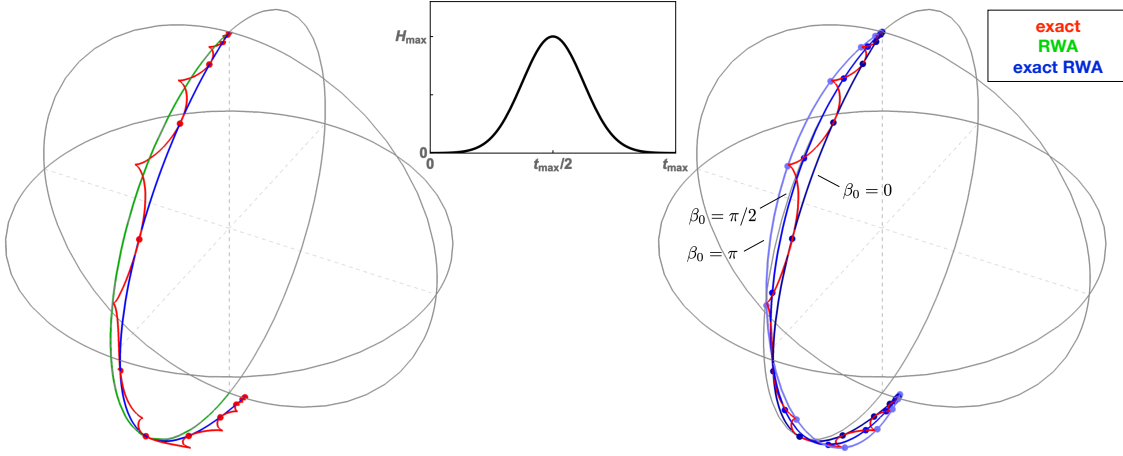 H_max
0
0
t_max/2
t_max
exact
RWA
exact RWA
β₀ = 0
β₀ = π/2
β₀ = π